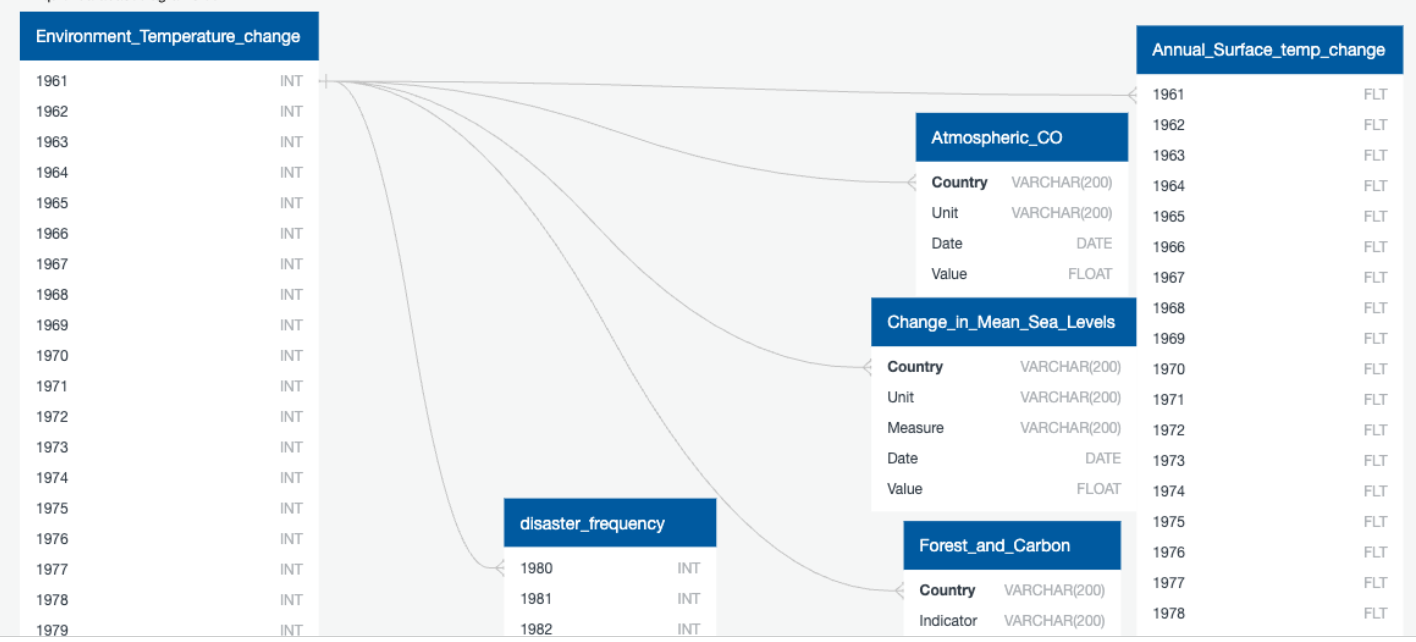 Environment_Temperature_change
1961 INT
1962 INT
1963 INT
1964 INT
1965 INT
1966 INT
1967 INT
1968 INT
1969 INT
1970 INT
1971 INT
1972 INT
1973 INT
1974 INT
1975 INT
1976 INT
1977 INT
1978 INT
1979 INT
disaster_frequency
1980 INT
1981 INT
1982 INT
Atmospheric_CO
Country VARCHAR(200)
Unit VARCHAR(200)
Date DATE
Value FLOAT
Change_in_Mean_Sea_Levels
Country VARCHAR(200)
Unit VARCHAR(200)
Measure VARCHAR(200)
Date DATE
Value FLOAT
Forest_and_Carbon
Country VARCHAR(200)
Indicator VARCHAR(200)
Annual_Surface_temp_change
1961 FLT
1962 FLT
1963 FLT
1964 FLT
1965 FLT
1966 FLT
1967 FLT
1968 FLT
1969 FLT
1970 FLT
1971 FLT
1972 FLT
1973 FLT
1974 FLT
1975 FLT
1976 FLT
1977 FLT
1978 FLT